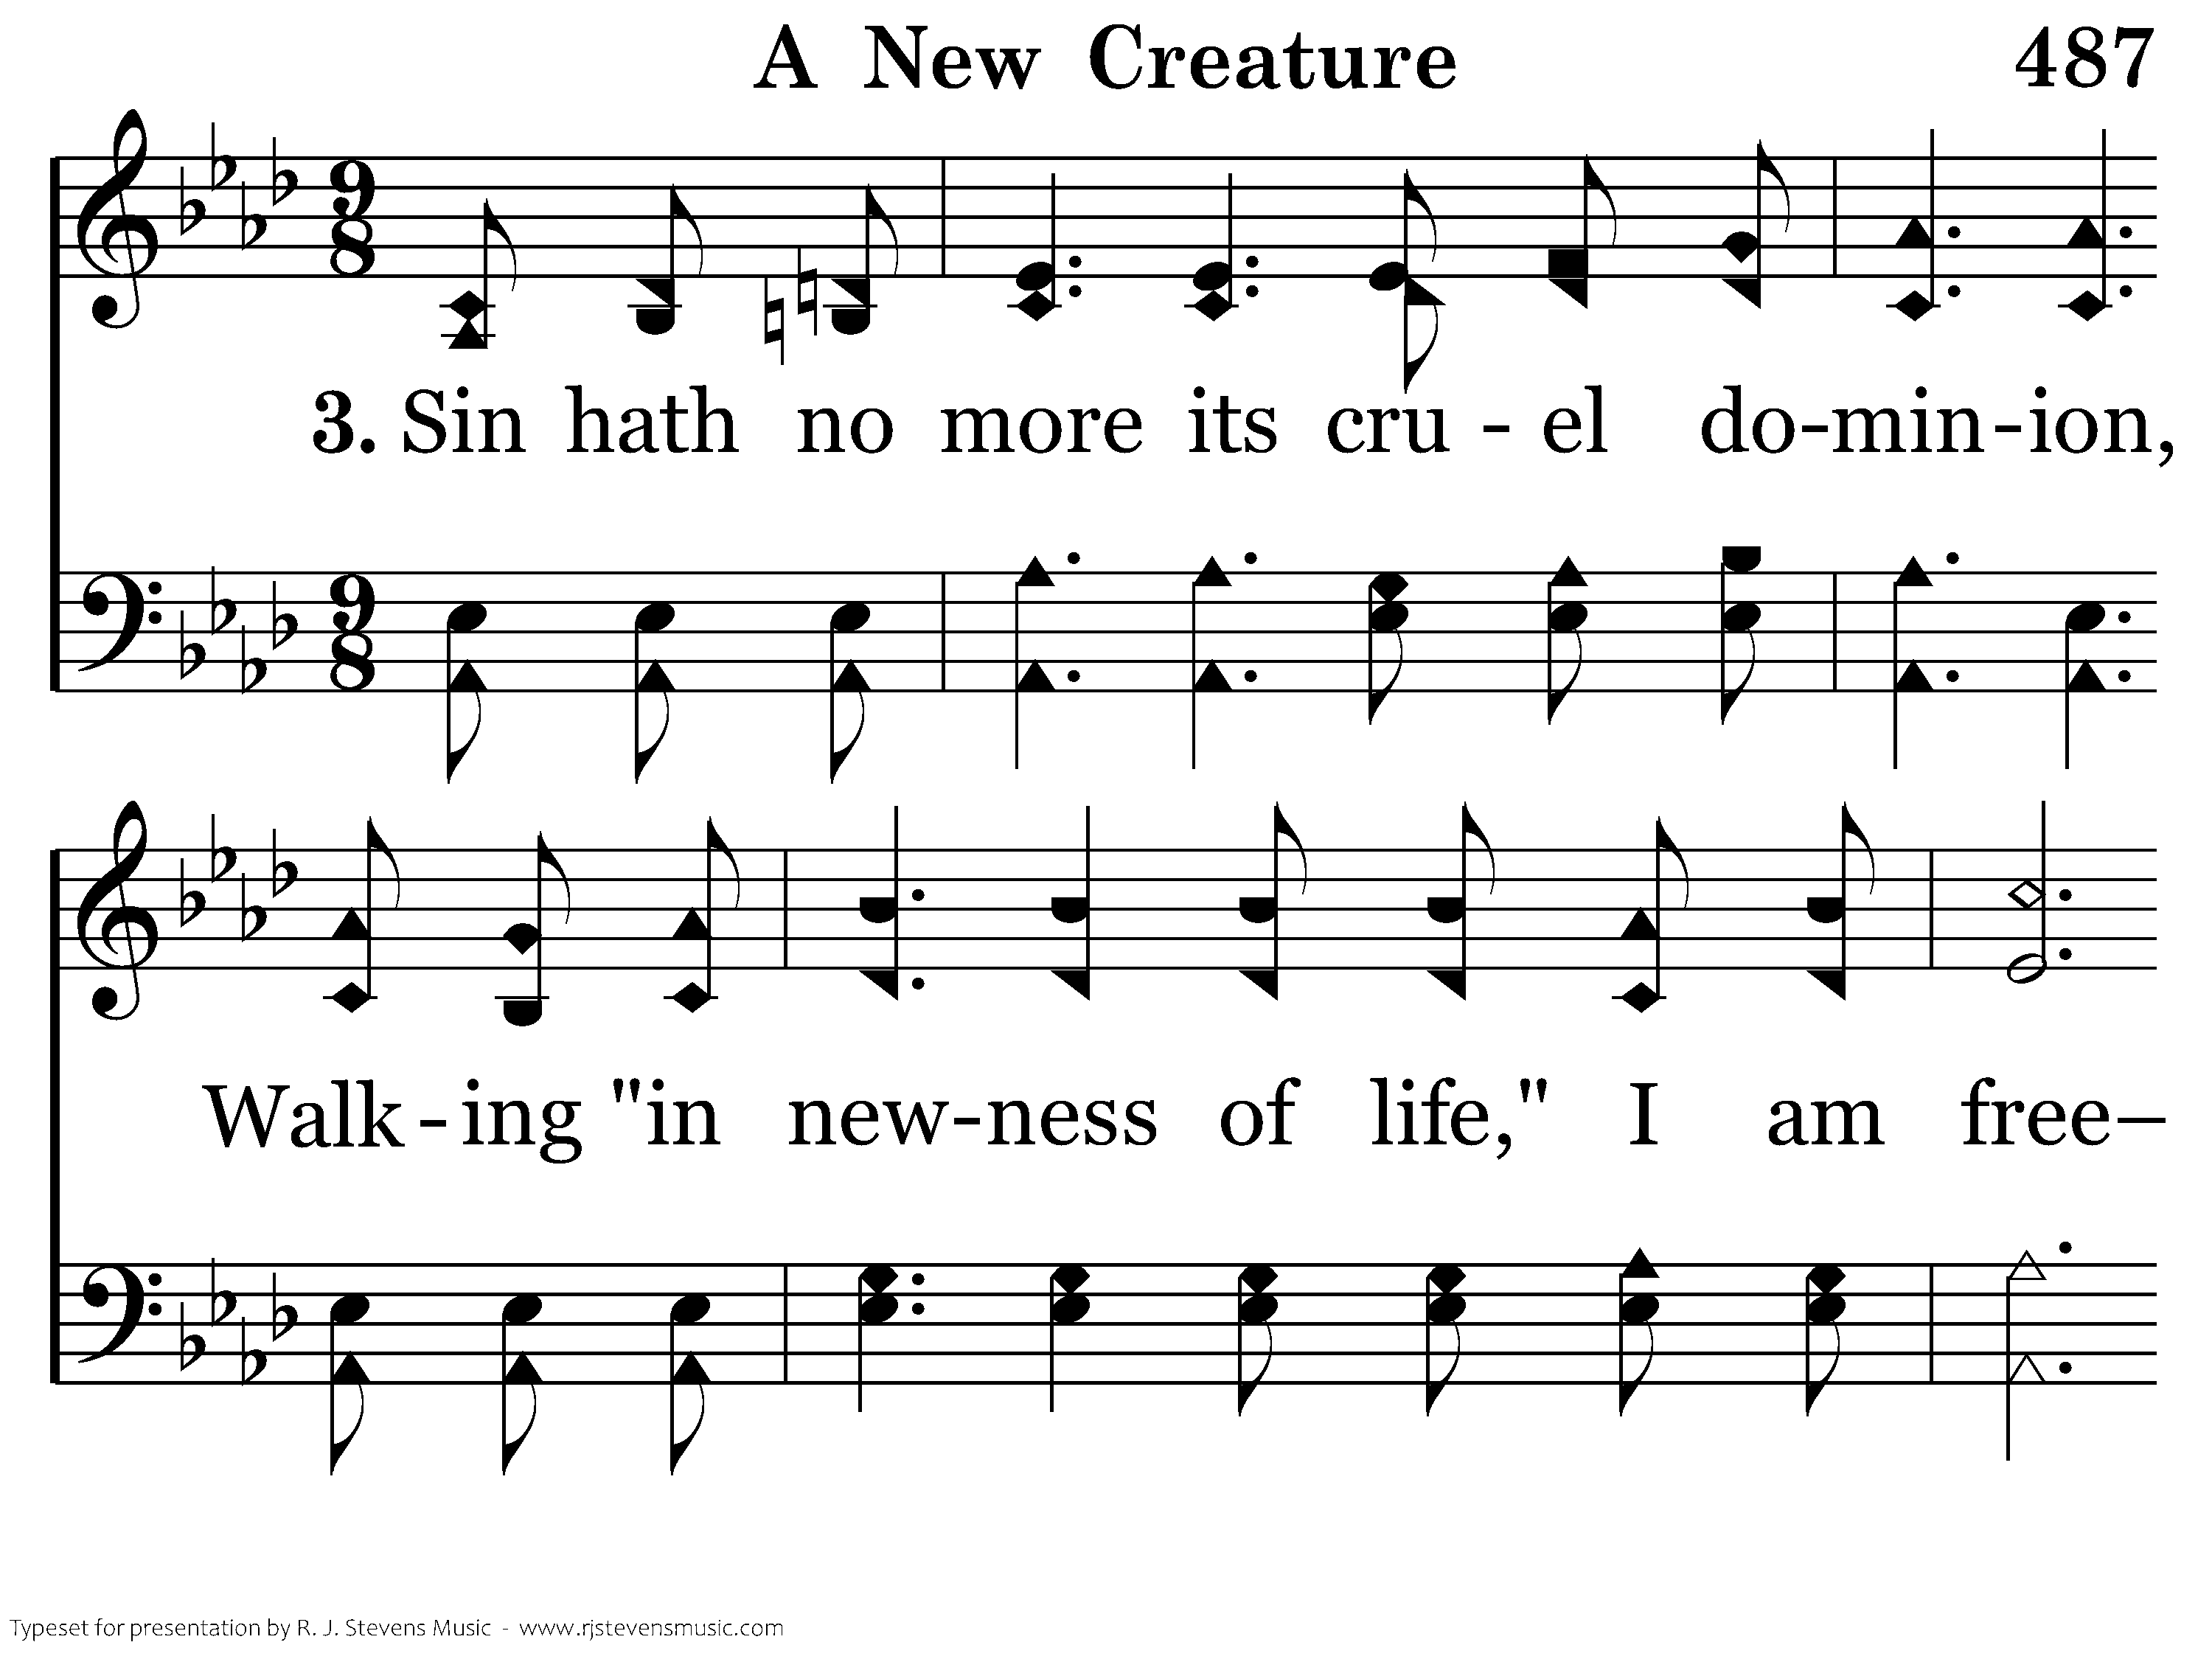 A New Creature 487
3. Sin hath no more its cru - el do-min-ion,
Walk - ing "in new-ness of life," I am free–
Typeset for presentation by R. J. Stevens Music - www.rjstevensmusic.com